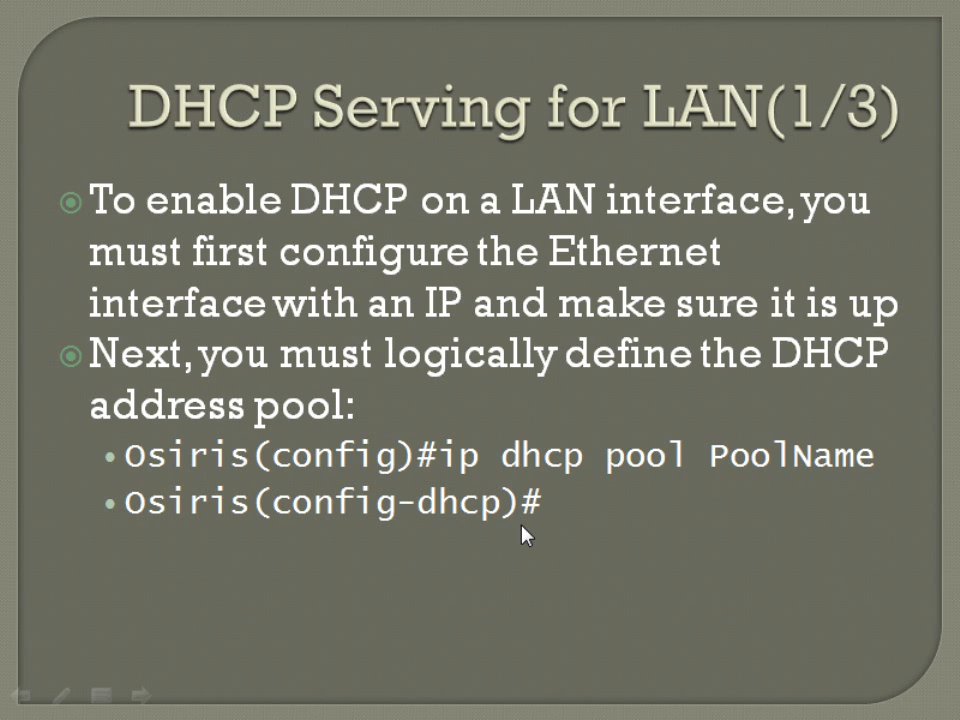 DHCP Serving for LAN(1/3)
To enable DHCP on a LAN interface, you
must first configure the Ethernet
interface with an IP and make sure it is up
Next, you must logically define the DHCP
address pool:
Osiris(config)#ip dhcp pool PoolName
Osiris(config-dhcp)#